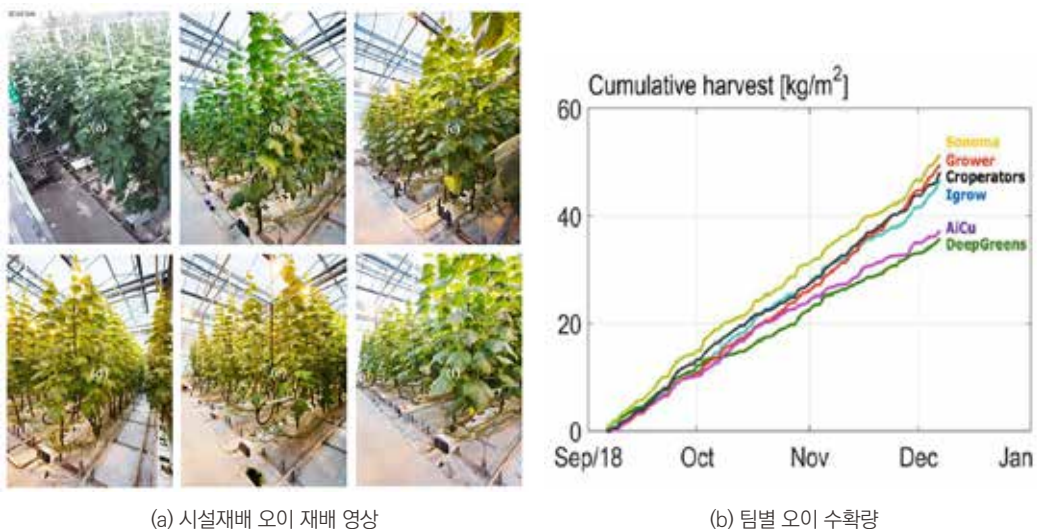 (a)
(b)
(c)
(d)
(f)
Cumulative harvest [kg/m²]
60
40
20
0
Sonoma
Grower
Croperators
Igrow
AiCu
DeepGreens
Sep/18 Oct Nov Dec Jan
(a) 시설재배 오이 재배 영상
(b) 팀별 오이 수확량